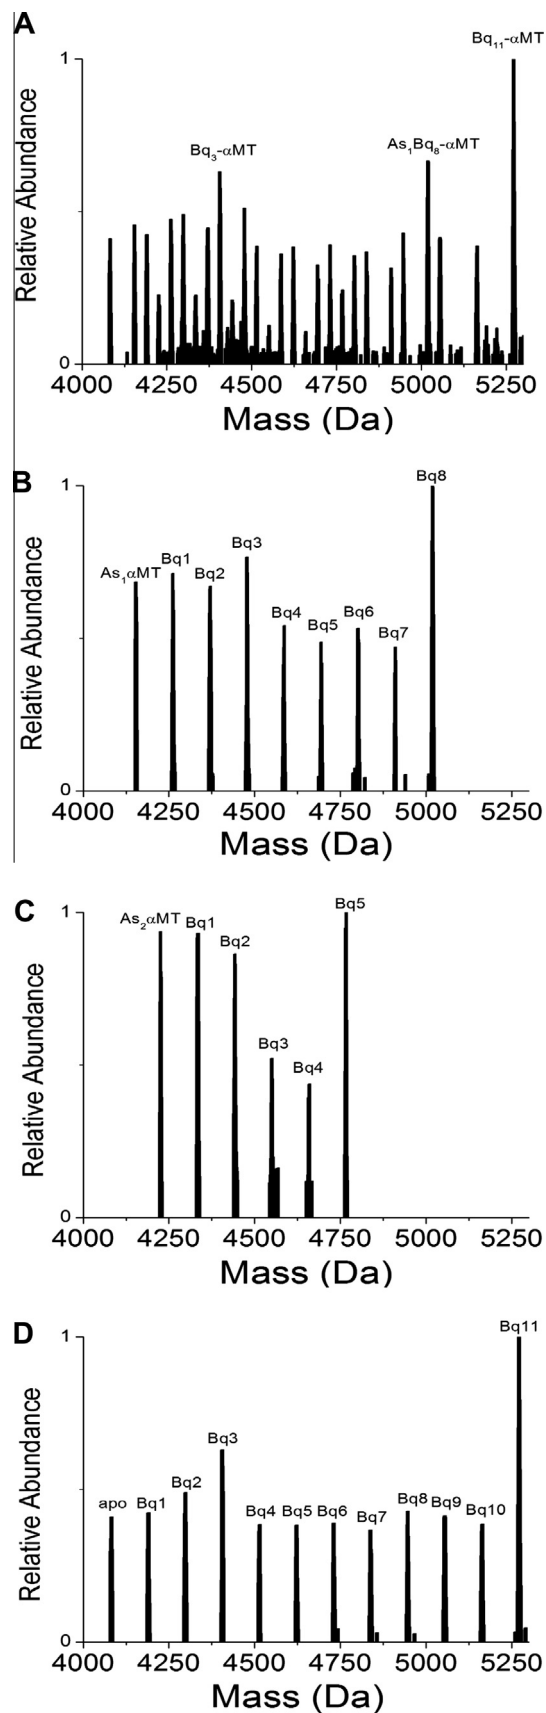 A
Relative Abundance
1
0
Bq₃-αMT
As₁Bq₈-αMT
Bq₁₁-αMT
4000 4250 4500 4750 5000 5250
Mass (Da)
B
Relative Abundance
1
0
As₁αMT
Bq1
Bq2
Bq3
Bq4
Bq5
Bq6
Bq7
Bq8
4000 4250 4500 4750 5000 5250
Mass (Da)
C
Relative Abundance
1
0
As₂αMT
Bq1
Bq2
Bq3
Bq4
Bq5
4000 4250 4500 4750 5000 5250
Mass (Da)
D
Relative Abundance
1
0
apo
Bq1
Bq2
Bq3
Bq4
Bq5
Bq6
Bq7
Bq8
Bq9
Bq10
Bq11
4000 4250 4500 4750 5000 5250
Mass (Da)